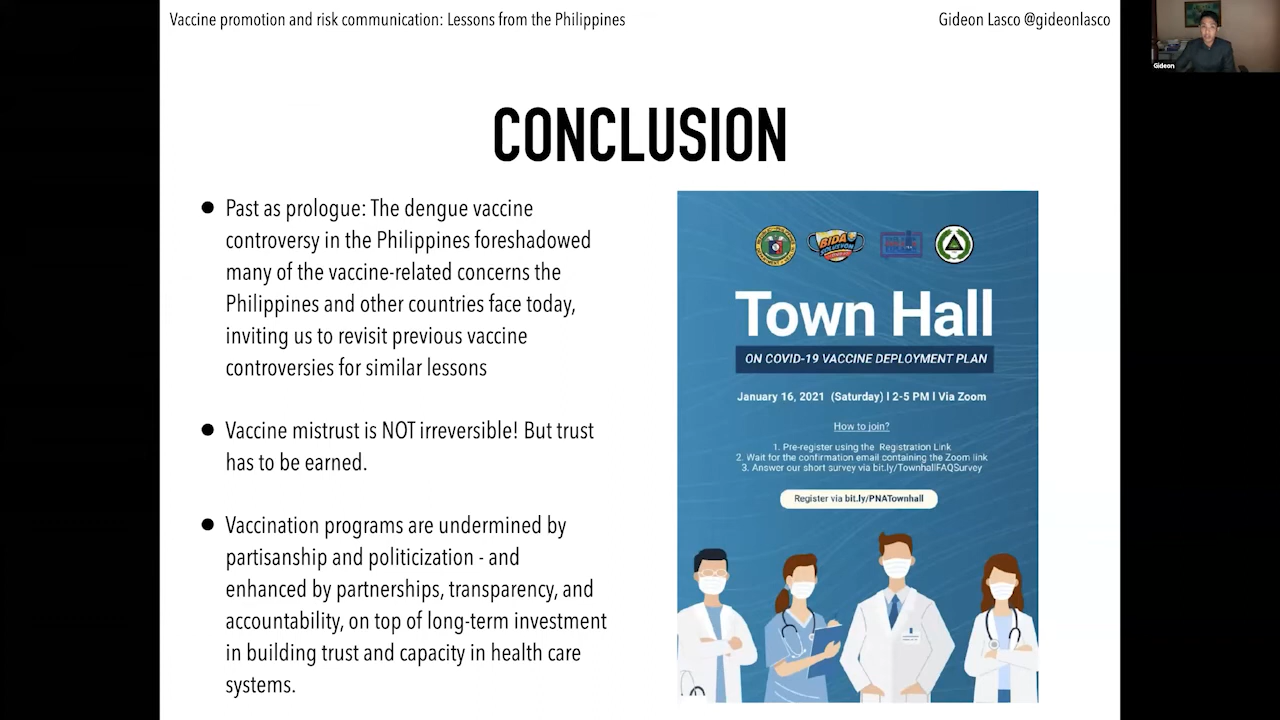 Vaccine promotion and risk communication: Lessons from the Philippines
Gideon Lasco @gideonlasco
Gideon
CONCLUSION
● Past as prologue: The dengue vaccine
controversy in the Philippines foreshadowed
many of the vaccine-related concerns the
Philippines and other countries face today,
inviting us to revisit previous vaccine
controversies for similar lessons
● Vaccine mistrust is NOT irreversible! But trust
has to be earned.
● Vaccination programs are undermined by
partisanship and politicization - and
enhanced by partnerships, transparency, and
accountability, on top of long-term investment
in building trust and capacity in health care
systems.
BIDA
SOLUSYON
Town Hall
ON COVID-19 VACCINE DEPLOYMENT PLAN
January 16, 2021 (Saturday) I 2-5 PM I Via Zoom
How to join?
1. Pre-register using the Registration Link
2. Wait for the confirmation email containing the Zoom link
3. Answer our short survey via bit.ly/TownhallFAQSurvey
Register via bit.ly/PNATownhall